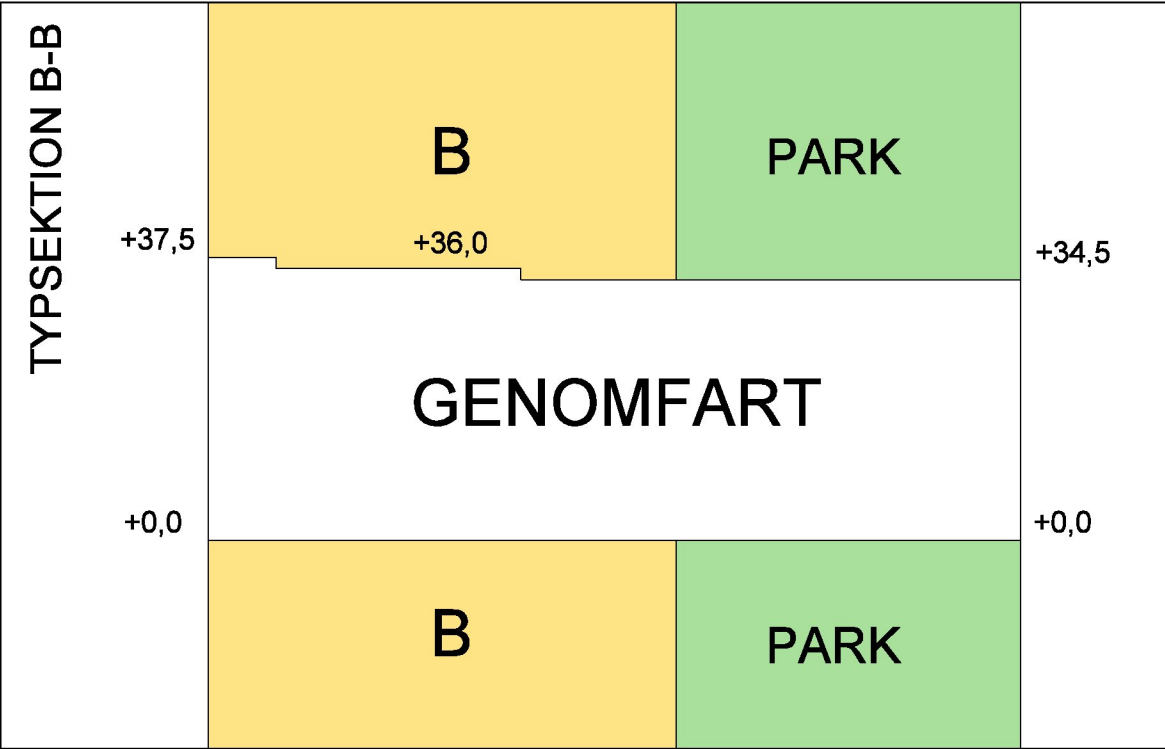 TYPSEKTION B-B
B
PARK
+37,5
+36,0
+34,5
GENOMFART
+0,0
+0,0
B
PARK